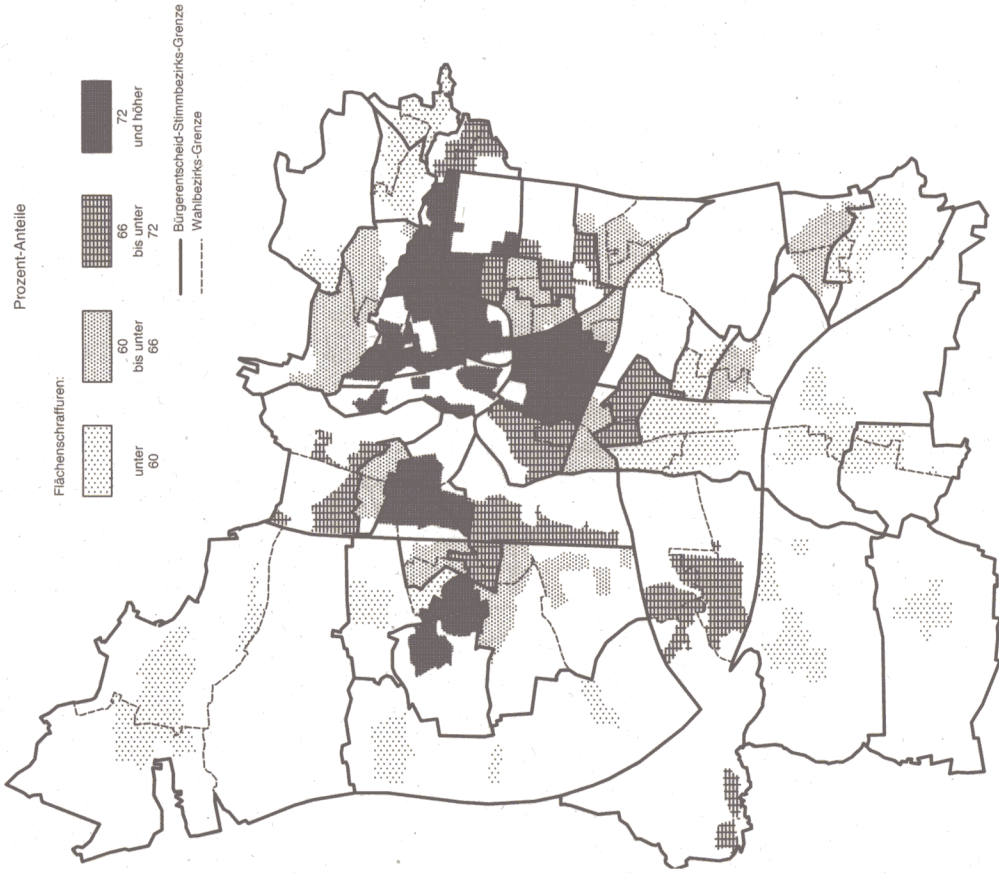 Prozent-Anteile
Flächenschraffuren:
unter
60
60
bis unter
66
66
bis unter
72
72
und höher
Bürgerentscheid-Stimmbezirks-Grenze
Wahlbezirks-Grenze